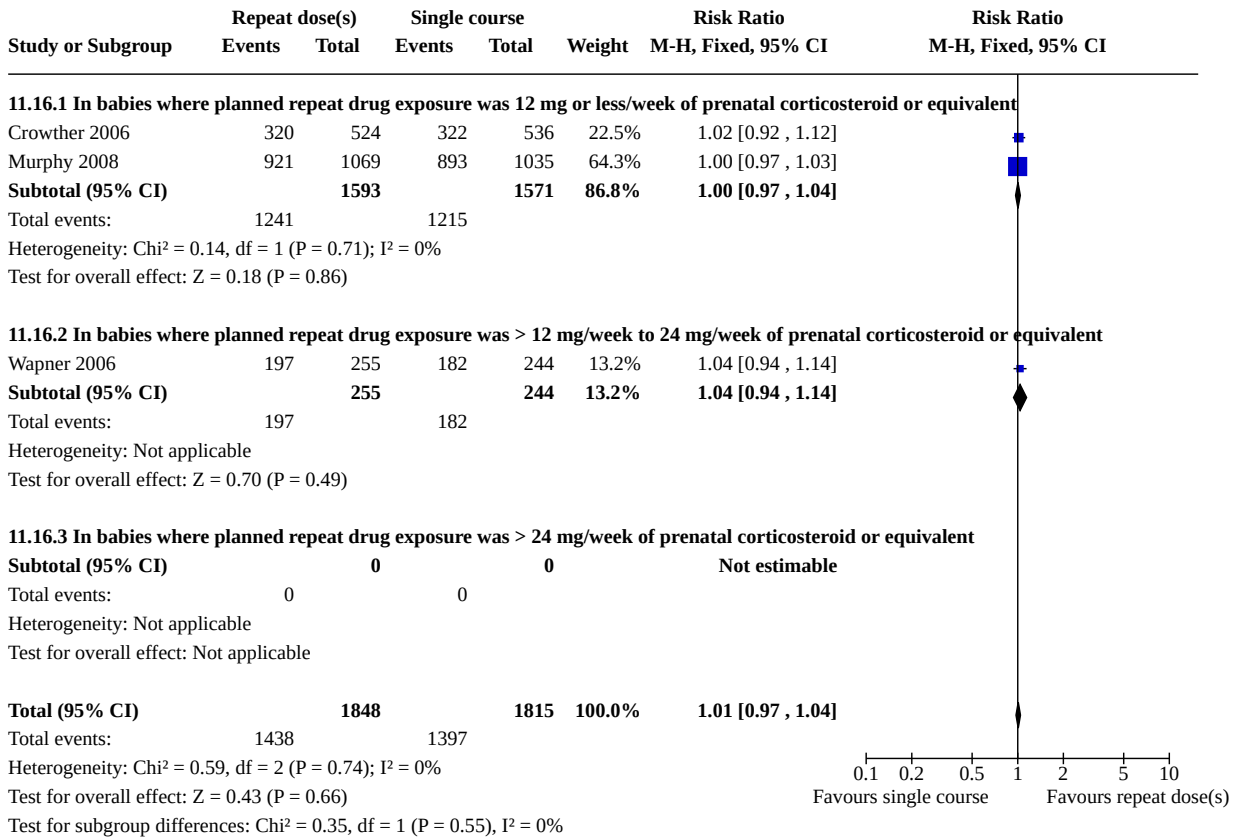 Repeat dose(s) Single course Risk Ratio Risk Ratio
Study or Subgroup Events Total Events Total Weight M-H, Fixed, 95% CI M-H, Fixed, 95% CI
11.16.1 In babies where planned repeat drug exposure was 12 mg or less/week of prenatal corticosteroid or equivalent
Crowther 2006 320 524 322 536 22.5% 1.02 [0.92 , 1.12]
Murphy 2008 921 1069 893 1035 64.3% 1.00 [0.97 , 1.03]
Subtotal (95% CI) 1593 1571 86.8% 1.00 [0.97 , 1.04]
Total events: 1241 1215
Heterogeneity: Chi² = 0.14, df = 1 (P = 0.71); I² = 0%
Test for overall effect: Z = 0.18 (P = 0.86)
11.16.2 In babies where planned repeat drug exposure was > 12 mg/week to 24 mg/week of prenatal corticosteroid or equivalent
Wapner 2006 197 255 182 244 13.2% 1.04 [0.94 , 1.14]
Subtotal (95% CI) 255 244 13.2% 1.04 [0.94 , 1.14]
Total events: 197 182
Heterogeneity: Not applicable
Test for overall effect: Z = 0.70 (P = 0.49)
11.16.3 In babies where planned repeat drug exposure was > 24 mg/week of prenatal corticosteroid or equivalent
Subtotal (95% CI) 0 0 Not estimable
Total events: 0 0
Heterogeneity: Not applicable
Test for overall effect: Not applicable
Total (95% CI) 1848 1815 100.0% 1.01 [0.97 , 1.04]
Total events: 1438 1397
Heterogeneity: Chi² = 0.59, df = 2 (P = 0.74); I² = 0%
0.1 0.2 0.5 1 2 5 10
Test for overall effect: Z = 0.43 (P = 0.66)
Favours single course Favours repeat dose(s)
Test for subgroup differences: Chi² = 0.35, df = 1 (P = 0.55), I² = 0%